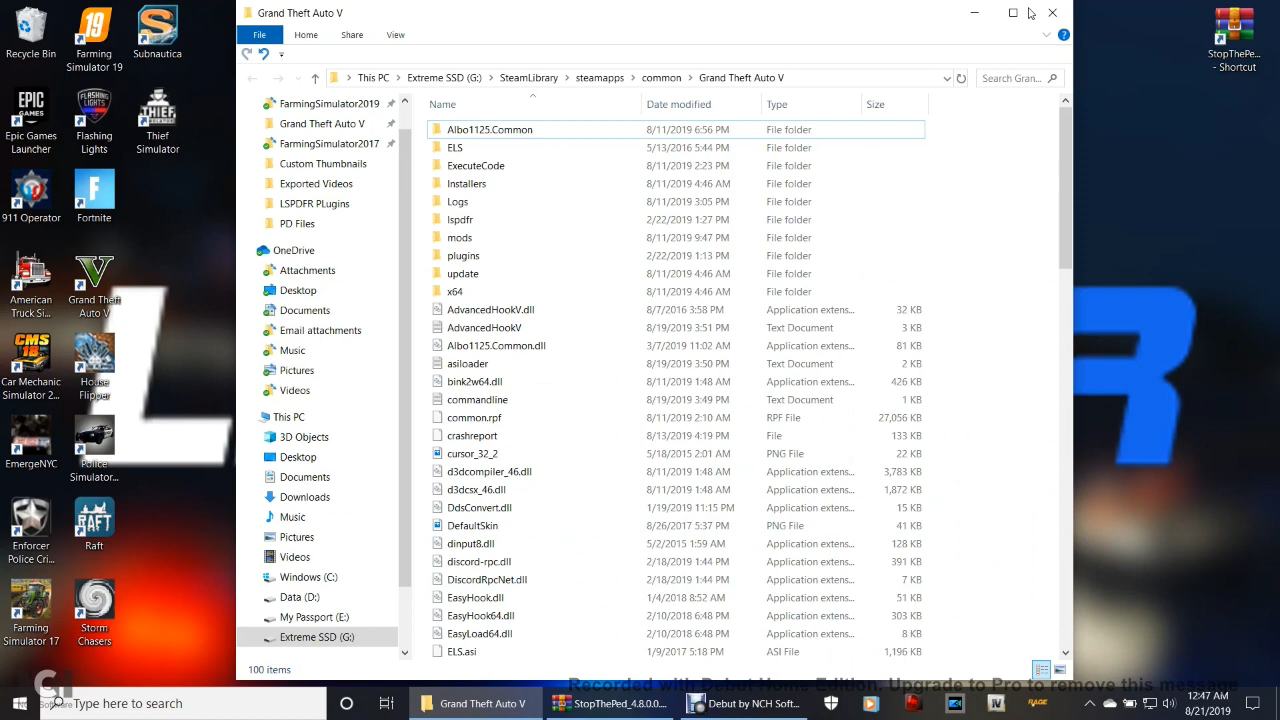 Recycle Bin
Farming Simulator 19
Subnautica
Epic Games Launcher
Flashing Lights
Thief Simulator
911 Operator
Fortnite
American Truck Si...
Grand Theft Auto V
Car Mechanic Simulator 2...
House Flipper
EmergeNYC
Police Simulator...
Enforcer Police Cri...
Raft
Farming Simulator 17
Storm Chasers
StopThePe... - Shortcut
Grand Theft Auto V
File Home Share View
This PC > Extreme SSD (G:) > SteamLibrary > steamapps > common > Grand Theft Auto V
Search Gran...
FarmingSimulator2019
Grand Theft Auto V
FarmingSimulator2017
Custom Thumbnails
Exported Videos
LSPDFR PLugins
PD Files
OneDrive
Attachments
Desktop
Documents
Email attachments
Music
Pictures
Videos
This PC
3D Objects
Desktop
Documents
Downloads
Music
Pictures
Videos
Windows (C:)
Data (D:)
My Passport (E:)
Extreme SSD (G:)
Name Date modified Type Size
Albo1125.Common 8/11/2019 6:56 PM File folder
ELS 5/13/2016 5:44 PM File folder
ExecuteCode 8/11/2019 2:23 PM File folder
Installers 8/11/2019 4:46 AM File folder
Logs 8/11/2019 3:05 PM File folder
lspdfr 2/22/2019 1:27 PM File folder
mods 8/11/2019 9:47 PM File folder
plugins 2/22/2019 1:13 PM File folder
update 8/11/2019 4:46 AM File folder
x64 8/11/2019 4:46 AM File folder
AdvancedHookV.dll 8/7/2016 3:58 PM Application extens... 32 KB
AdvancedHookV 8/19/2019 3:51 PM Text Document 3 KB
Albo1125.Common.dll 3/7/2019 11:02 AM Application extens... 81 KB
asiloader 8/19/2019 3:50 PM Text Document 2 KB
bink2w64.dll 8/11/2019 1:48 AM Application extens... 426 KB
commandline 8/19/2019 3:49 PM Text Document 1 KB
common.rpf 8/11/2019 2:10 AM RPF File 27,056 KB
crashreport 8/13/2019 4:19 PM File 133 KB
cursor_32_2 5/18/2015 2:01 AM PNG File 22 KB
d3dcompiler_46.dll 8/11/2019 1:48 AM Application extens... 3,783 KB
d3dcsx_46.dll 8/11/2019 1:48 AM Application extens... 1,872 KB
DdsConvert.dll 1/19/2019 11:15 PM Application extens... 15 KB
DefaultSkin 8/26/2017 5:37 PM PNG File 41 KB
dinput8.dll 5/2/2015 1:59 AM Application extens... 128 KB
discord-rpc.dll 2/18/2019 1:44 PM Application extens... 391 KB
DiscordRpcNet.dll 2/18/2019 1:44 PM Application extens... 7 KB
EasyHook.dll 1/4/2018 8:52 AM Application extens... 51 KB
EasyHook64.dll 2/10/2018 6:48 PM Application extens... 303 KB
EasyLoad64.dll 2/10/2018 6:48 PM Application extens... 8 KB
ELS.asi 1/9/2017 5:18 PM ASI File 1,196 KB
100 items
Recorded with Debut Home Edition. Upgrade to Pro to remove this message
Type here to search
Grand Theft Auto V
StopThePed_4.8.0.0...
Debut by NCH Soft...
RAGE
12:47 AM
8/21/2019